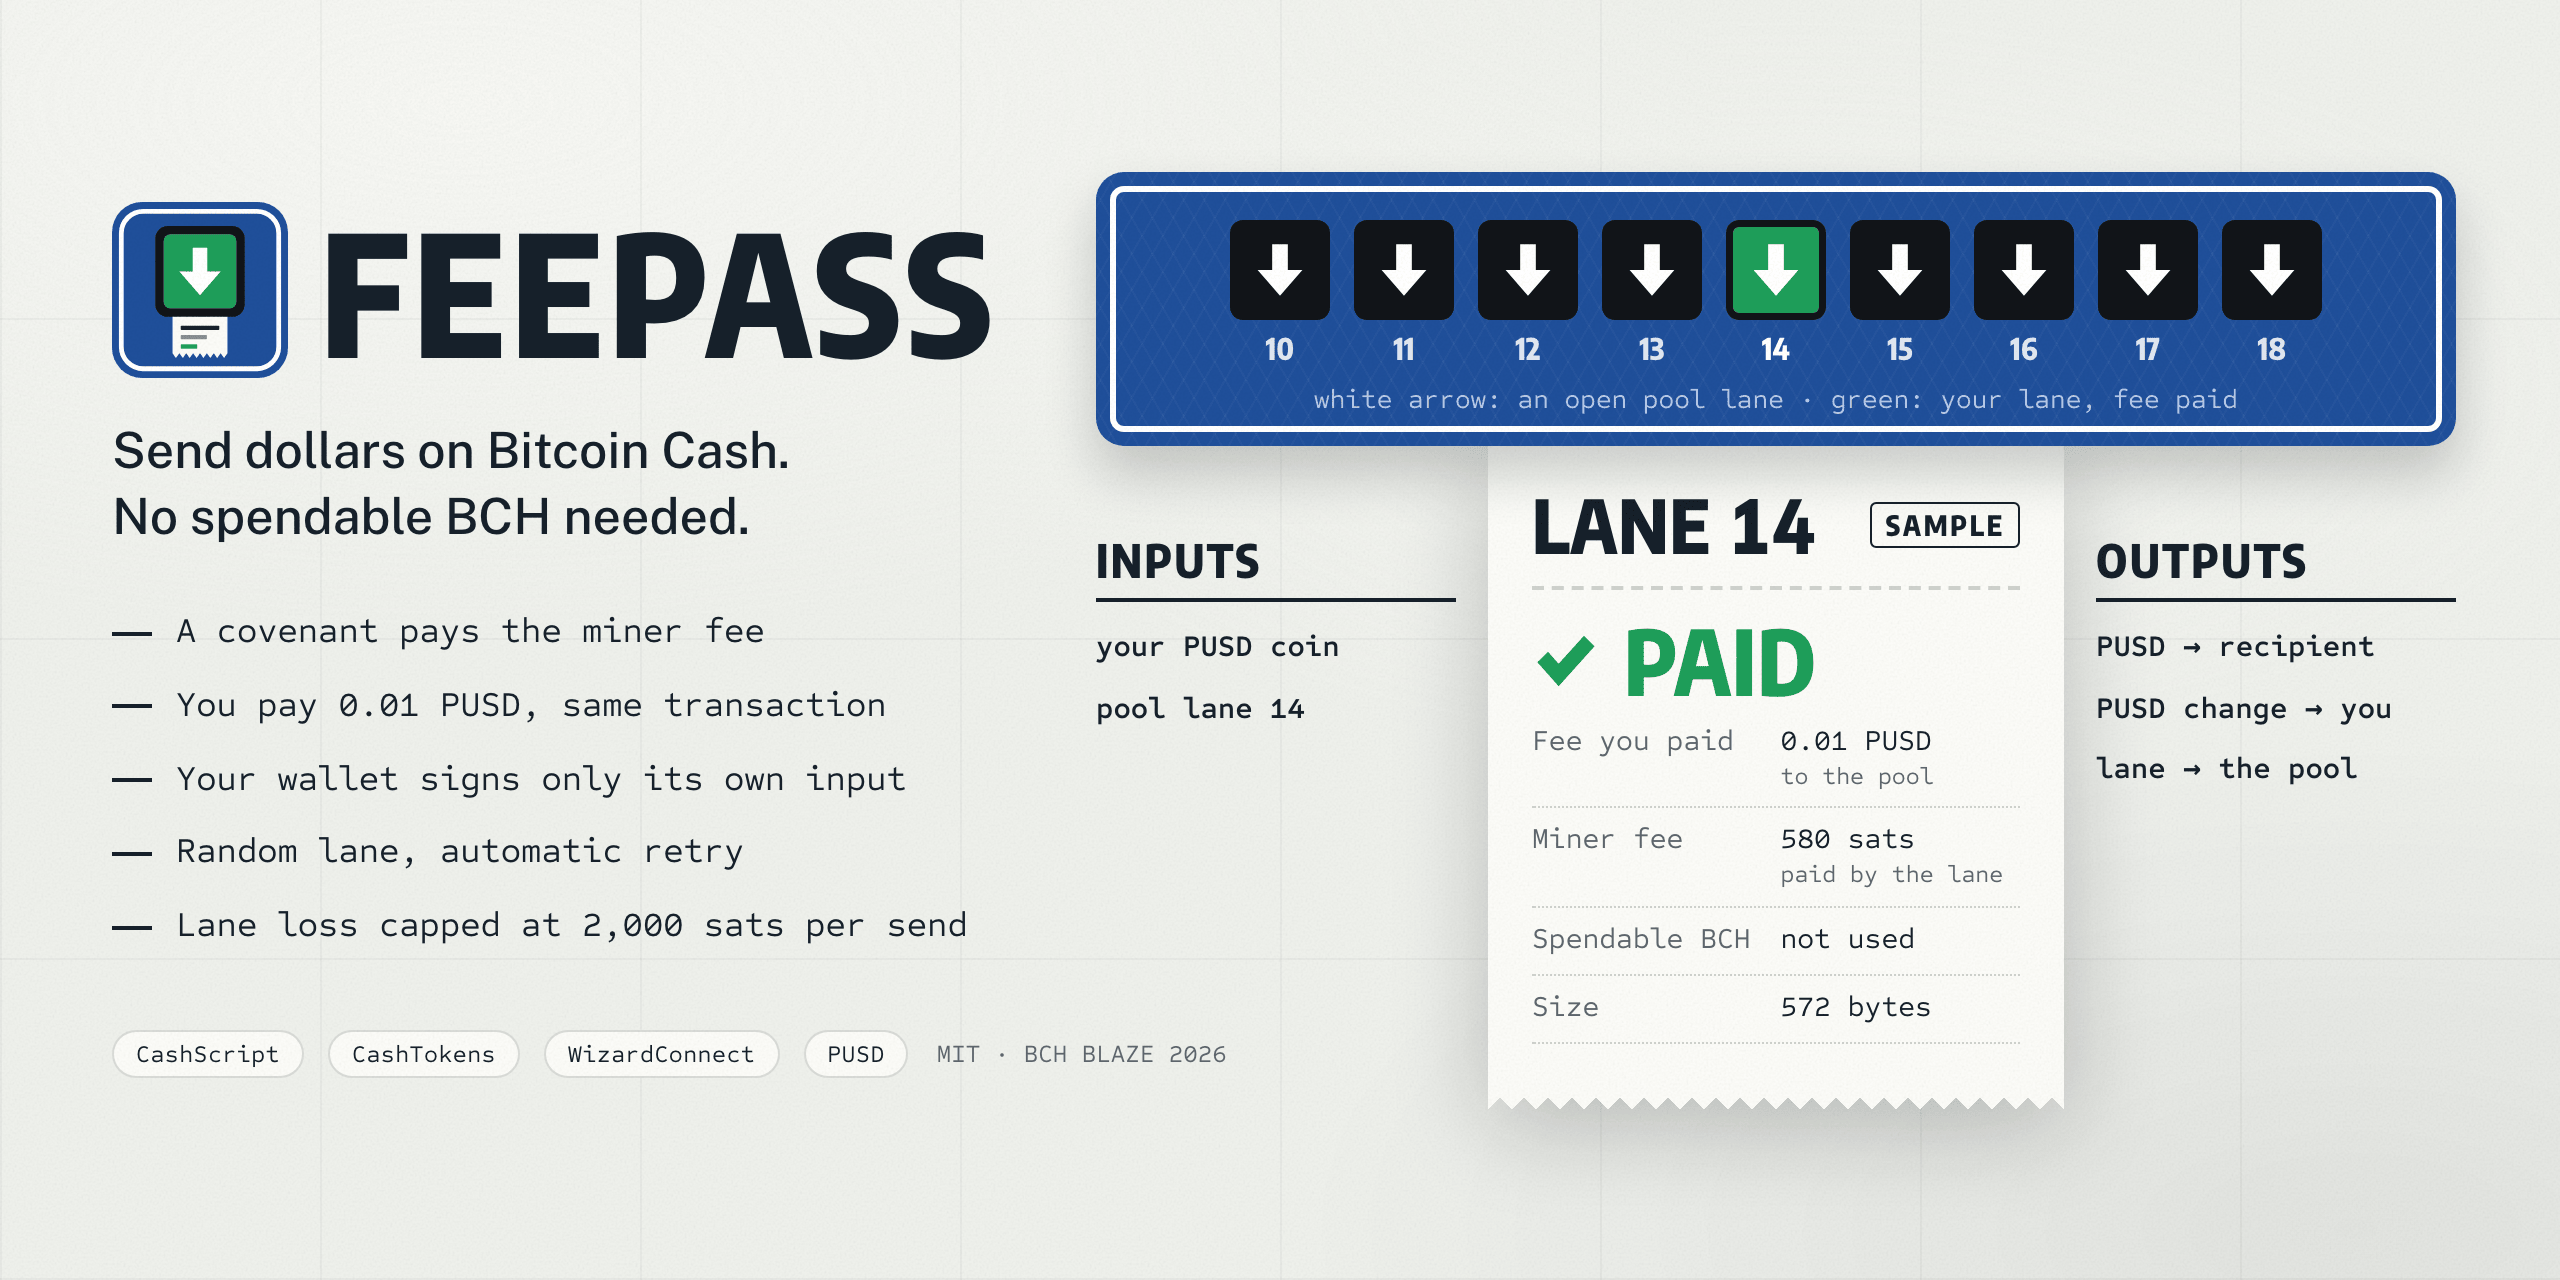 FEEPASS
Send dollars on Bitcoin Cash.
No spendable BCH needed.
— A covenant pays the miner fee
— You pay 0.01 PUSD, same transaction
— Your wallet signs only its own input
— Random lane, automatic retry
— Lane loss capped at 2,000 sats per send
CashScript CashTokens WizardConnect PUSD MIT · BCH BLAZE 2026
10 11 12 13 14 15 16 17 18
white arrow: an open pool lane · green: your lane, fee paid
INPUTS
your PUSD coin
pool lane 14
LANE 14 SAMPLE
✓ PAID
Fee you paid 0.01 PUSD
to the pool
Miner fee 580 sats
paid by the lane
Spendable BCH not used
Size 572 bytes
OUTPUTS
PUSD → recipient
PUSD change → you
lane → the pool